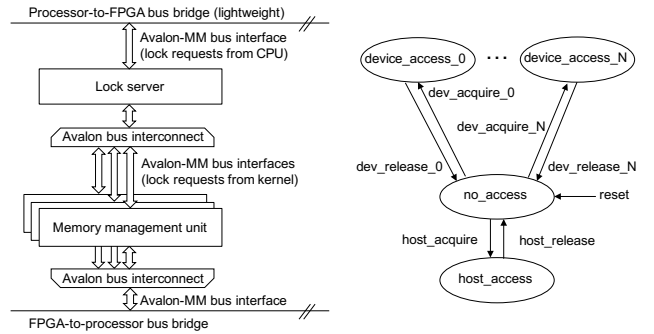 Processor-to-FPGA bus bridge (lightweight)
Avalon-MM bus interface
(lock requests from CPU)
Lock server
Avalon bus interconnect
Avalon-MM bus interfaces
(lock requests from kernel)
Memory management unit
Avalon bus interconnect
Avalon-MM bus interface
FPGA-to-processor bus bridge
device_access_0
...
device_access_N
dev_acquire_0
dev_acquire_N
dev_release_0
dev_release_N
no_access
reset
host_acquire
host_release
host_access